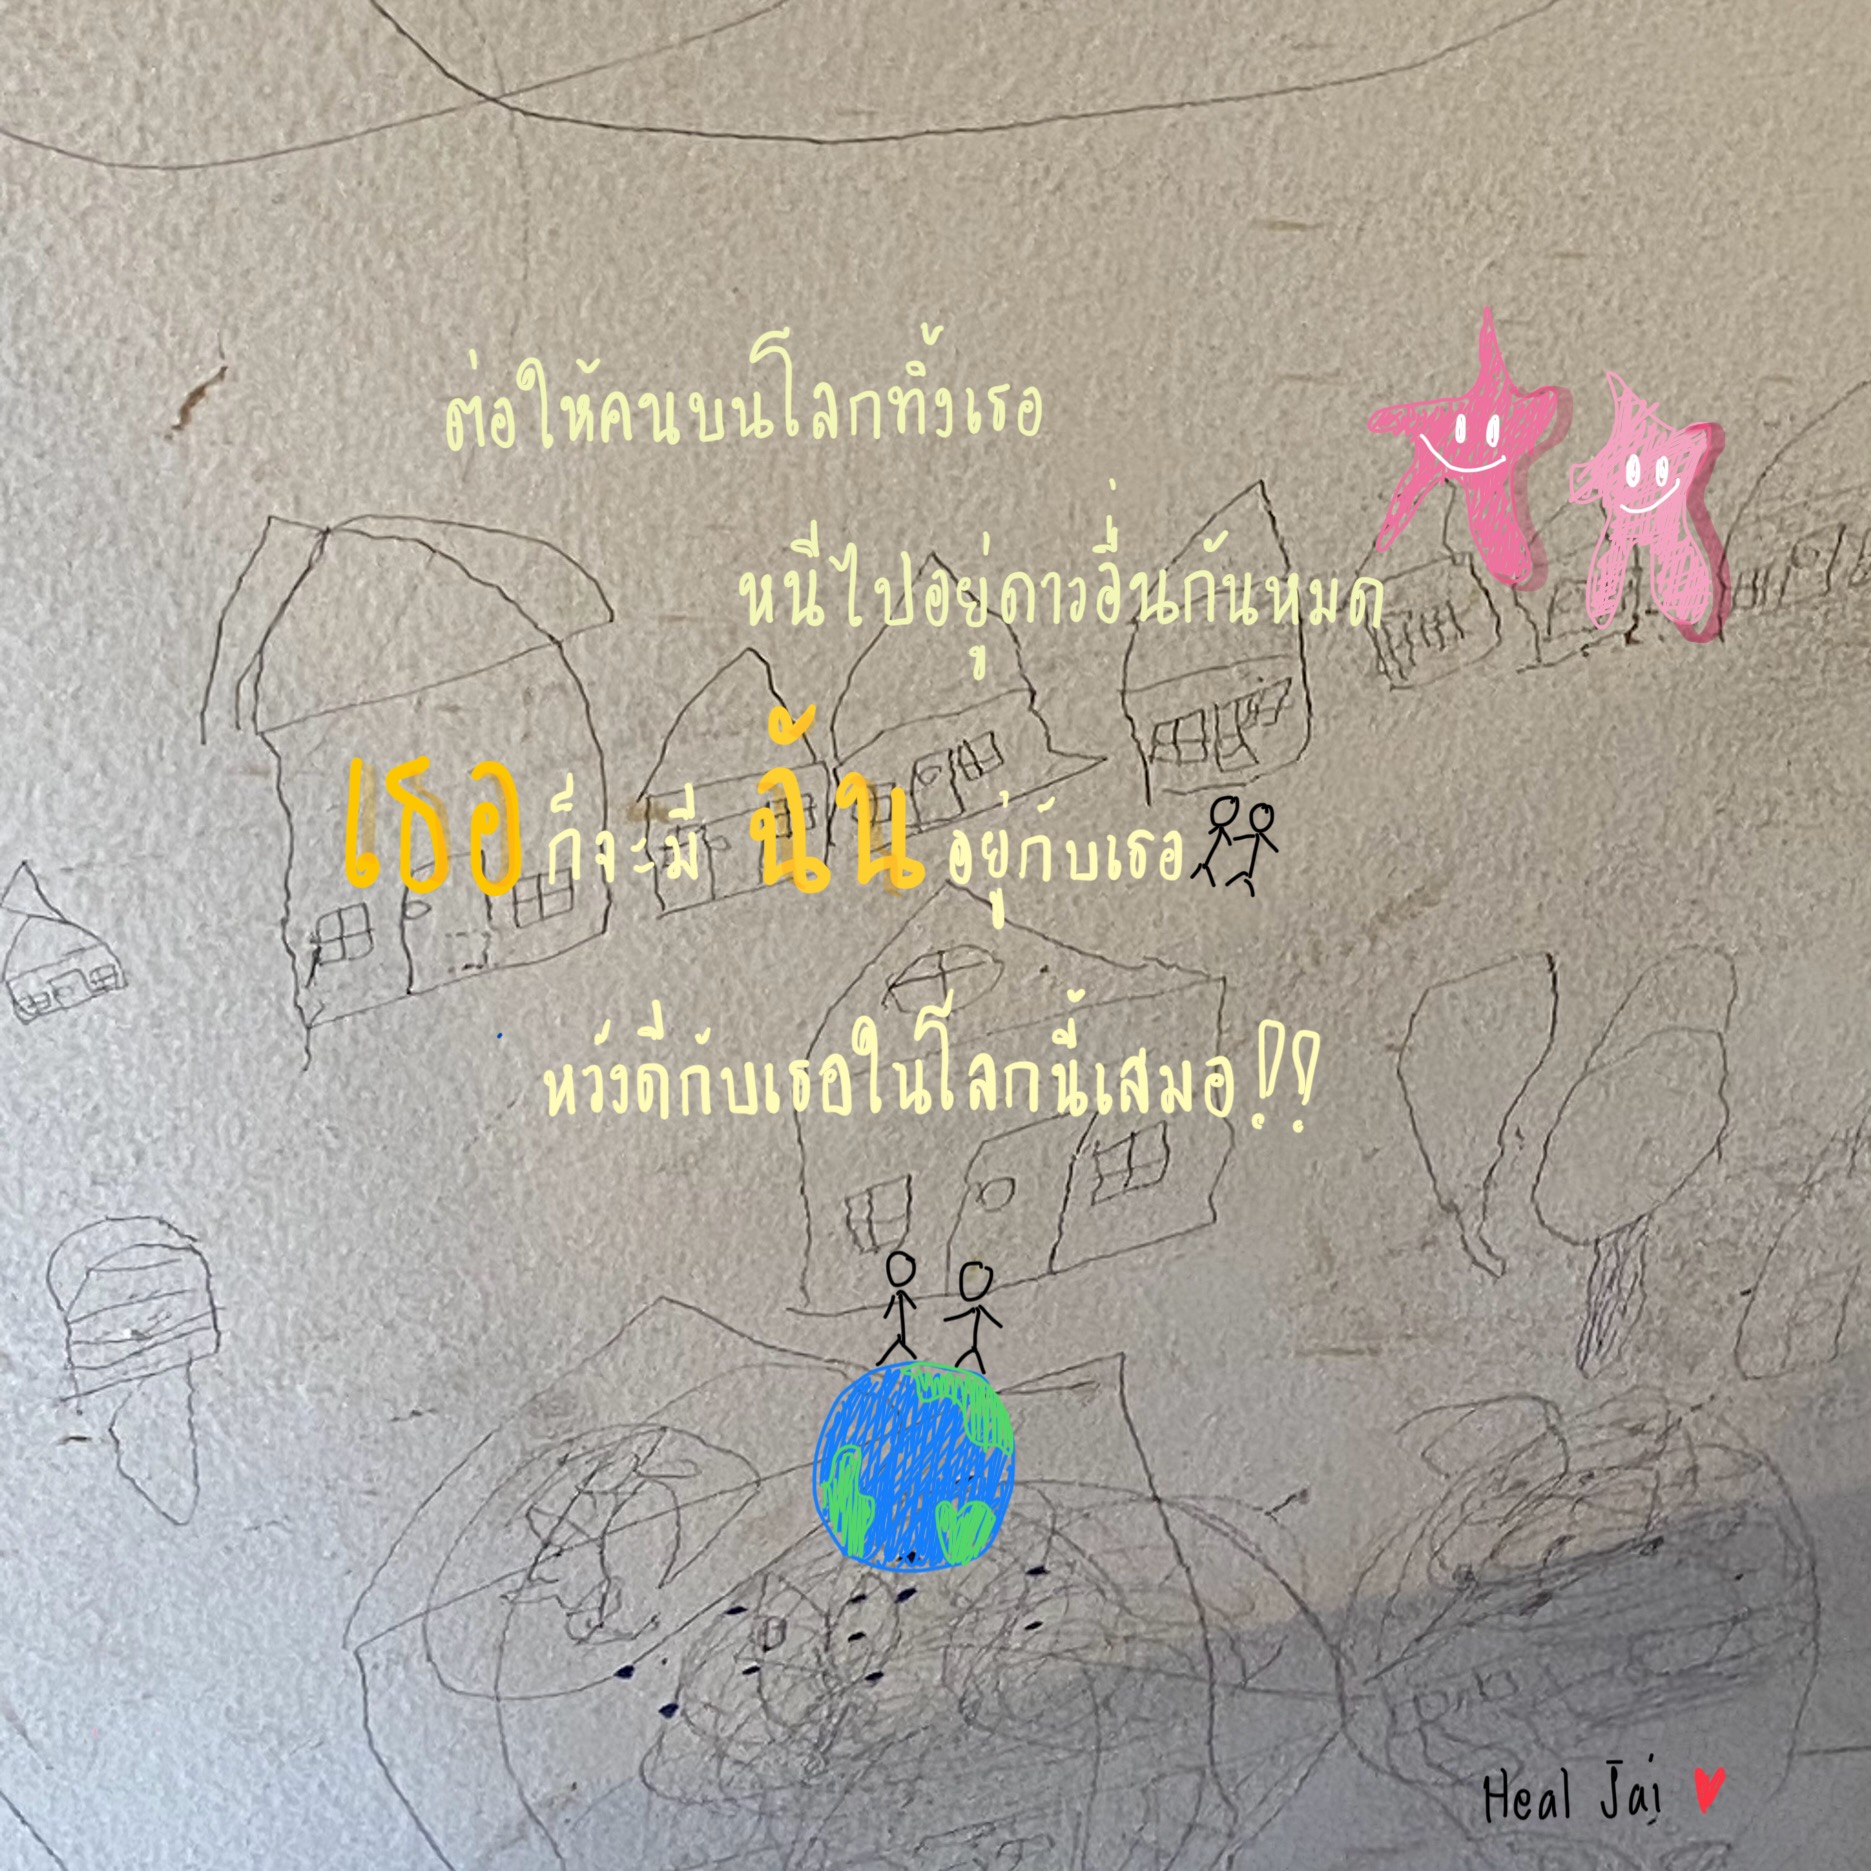 ต่อให้คนบนโลกทิ้งเธอ
หนีไปอยู่ดาวอื่นกันหมด
เธอก็จะมี ฉัน อยู่กับเธอ
หวังดีกับเธอในโลกนี้เสมอ!!
Heal Jai